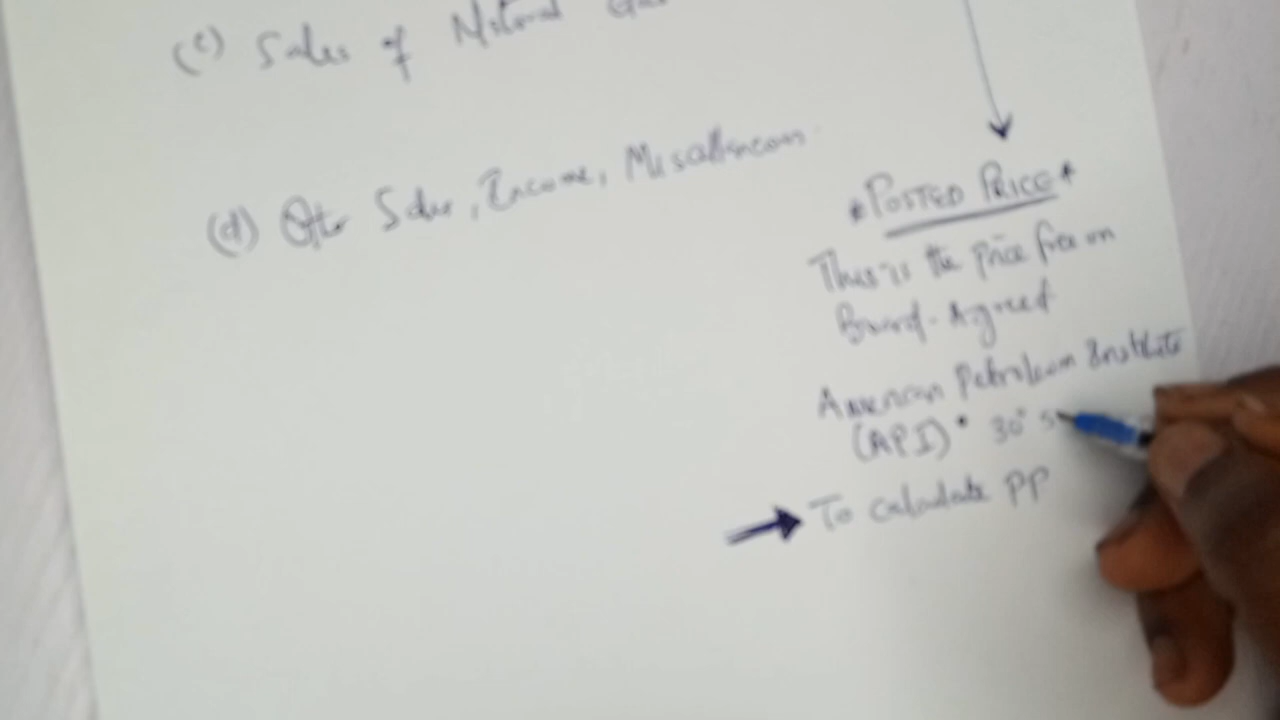 (c) Sales of Natural Gas
(d) Other Sales, Income, Miscellaneous
*POSTED PRICE*
This is the price free on
Board - Agreed
American Petroleum Institute
(API)° 30° S
To calculate PP